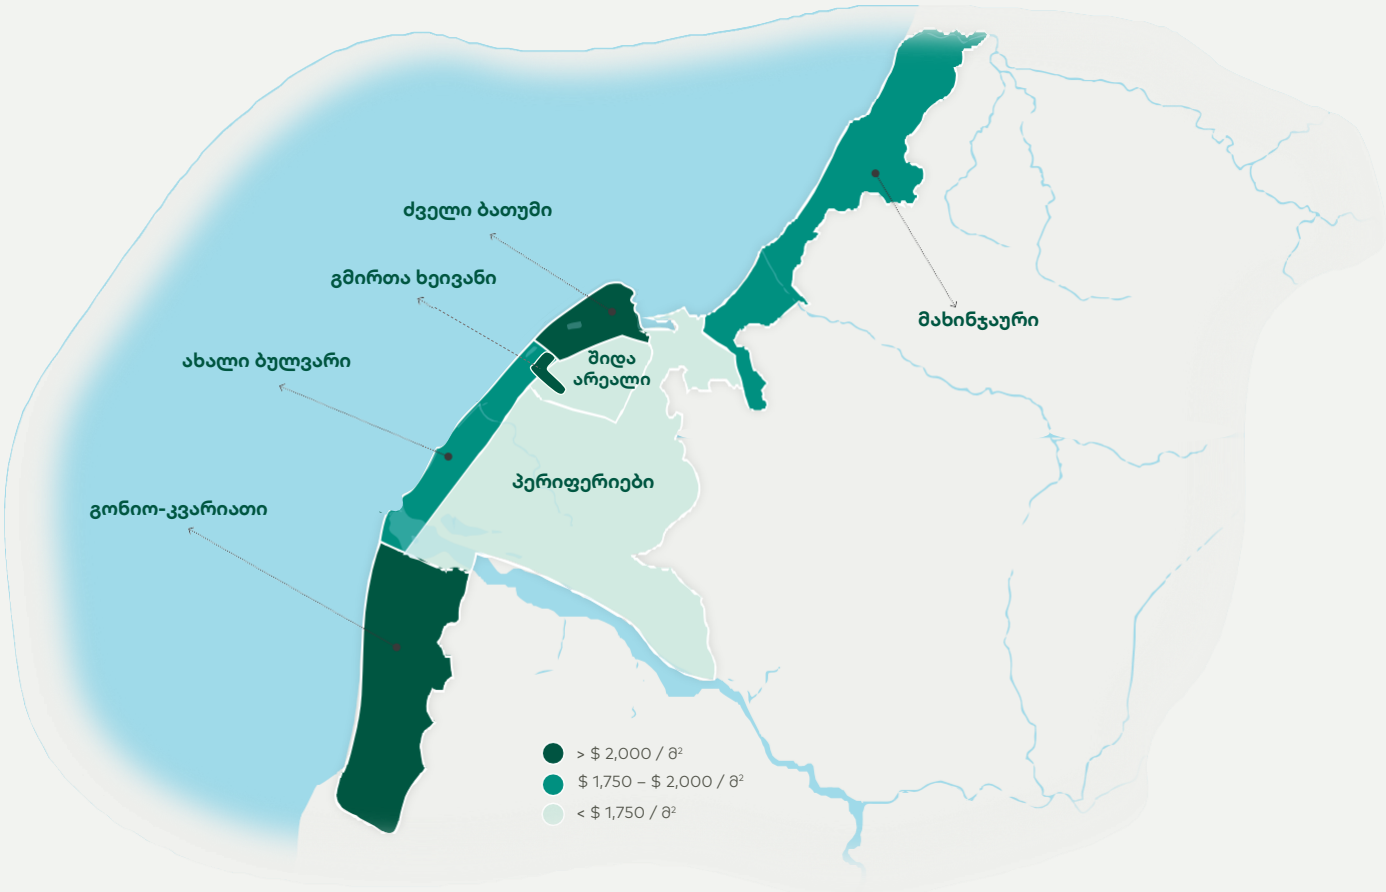 ძველი ბათუმი
გმირთა ხეივანი
მახინჯაური
ახალი ბულვარი
შიდა
არეალი
პერიფერიები
გონიო-კვარიათი
> $ 2,000 / მ²
$ 1,750 – $ 2,000 / მ²
< $ 1,750 / მ²